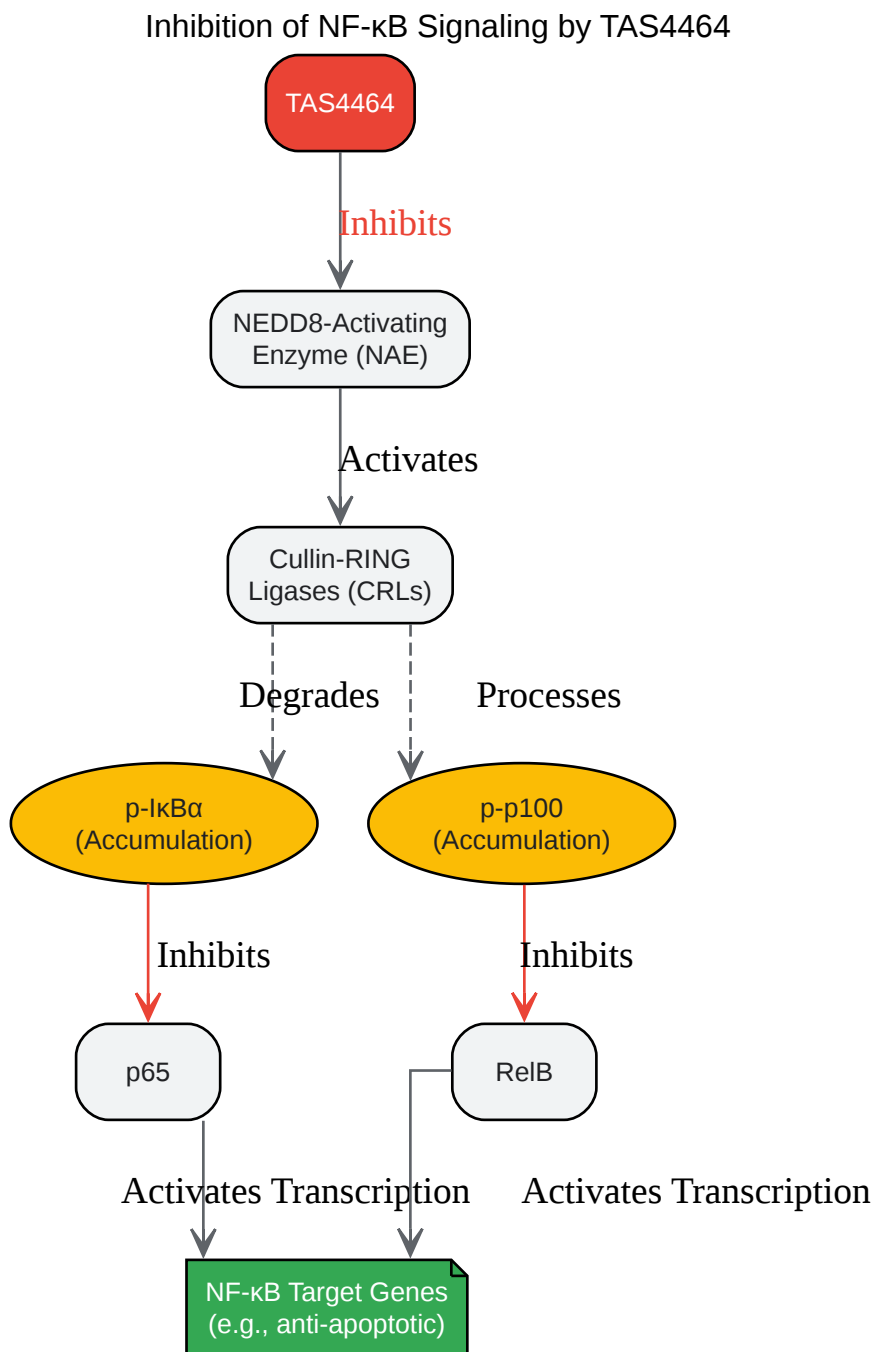 Inhibition of NF-κB Signaling by TAS4464
TAS4464
Inhibits
NEDD8-Activating
Enzyme (NAE)
Activates
Cullin-RING
Ligases (CRLs)
Degrades
Processes
p-IκBα
(Accumulation)
p-p100
(Accumulation)
Inhibits
Inhibits
p65
RelB
Activates Transcription
Activates Transcription
NF-κB Target Genes
(e.g., anti-apoptotic)